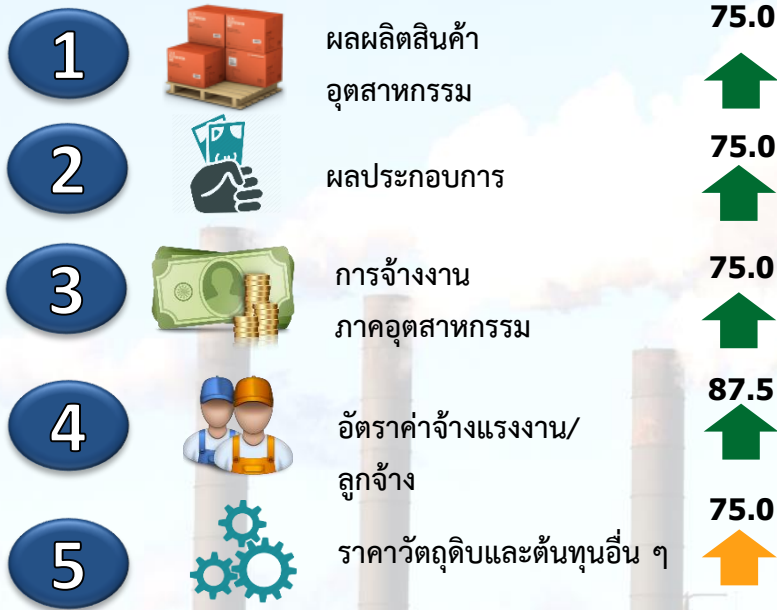 1
ผลผลิตสินค้า
อุตสาหกรรม
75.0
2
ผลประกอบการ
75.0
3
การจ้างงาน
ภาคอุตสาหกรรม
75.0
4
อัตราค่าจ้างแรงงาน/
ลูกจ้าง
87.5
5
ราคาวัตถุดิบและต้นทุนอื่น ๆ
75.0